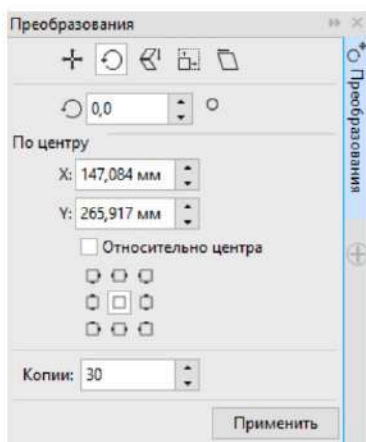 Преобразования
Преобразования
0,0 °
По центру
X: 147,084 мм
Y: 265,917 мм
Относительно центра
Копии: 30
Применить